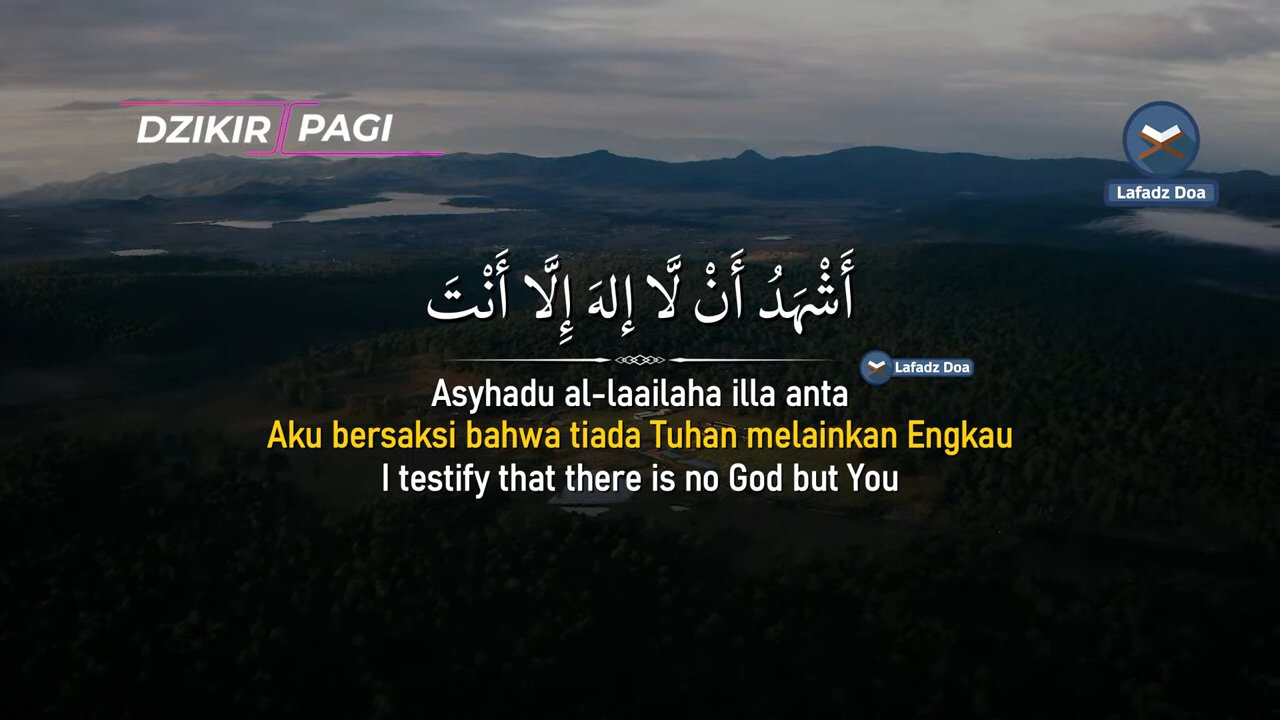 DZIKIR PAGI
Lafadz Doa
أَشْهَدُ أَنْ لَّا إِلهَ إِلَّا أَنْتَ
Lafadz Doa
Asyhadu al-laailaha illa anta
Aku bersaksi bahwa tiada Tuhan melainkan Engkau
I testify that there is no God but You